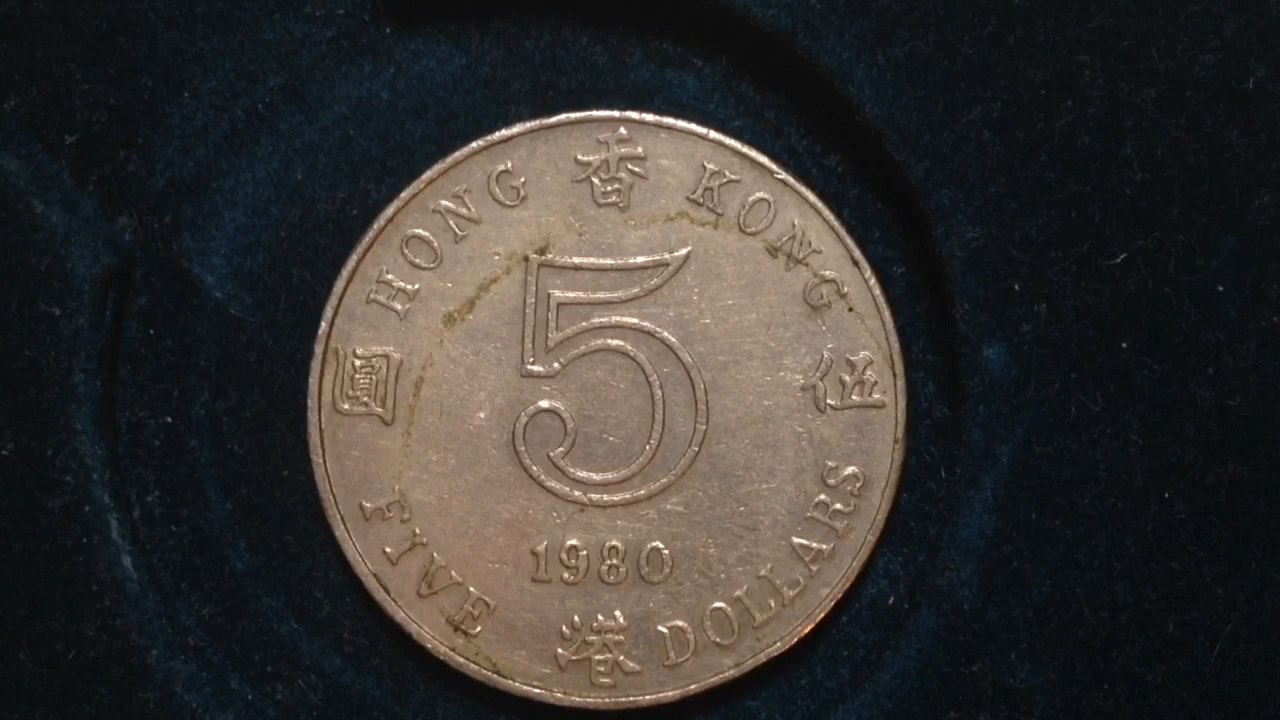 HONG 香 KONG
圓 5 伍
1980
FIVE 港 DOLLARS